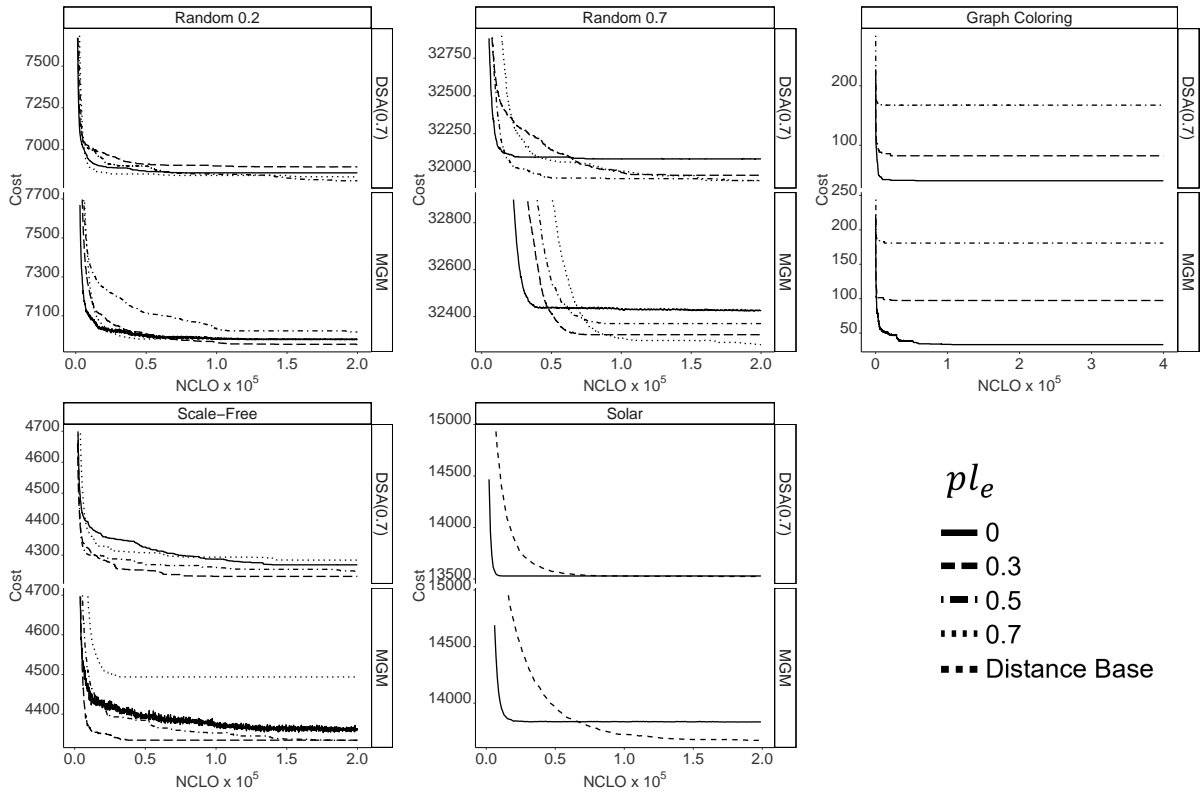 Random 0.2
Random 0.7
Graph Coloring
7500
7250
7000
DSA(0.7)
7700
7500
7300
7100
MGM
Cost
0.0 0.5 1.0 1.5 2.0
NCLO x 10^5
32750
32500
32250
32000
DSA(0.7)
32800
32600
32400
MGM
Cost
0.0 0.5 1.0 1.5 2.0
NCLO x 10^5
200
100
DSA(0.7)
250
200
150
100
50
MGM
Cost
0 1 2 3 4
NCLO x 10^5
Scale−Free
Solar
4700
4600
4500
4400
4300
DSA(0.7)
4700
4600
4500
4400
MGM
Cost
0.0 0.5 1.0 1.5 2.0
NCLO x 10^5
15000
14500
14000
13500
DSA(0.7)
15000
14500
14000
MGM
Cost
0.0 0.5 1.0 1.5 2.0
NCLO x 10^5
pl_e
0
0.3
0.5
0.7
Distance Base